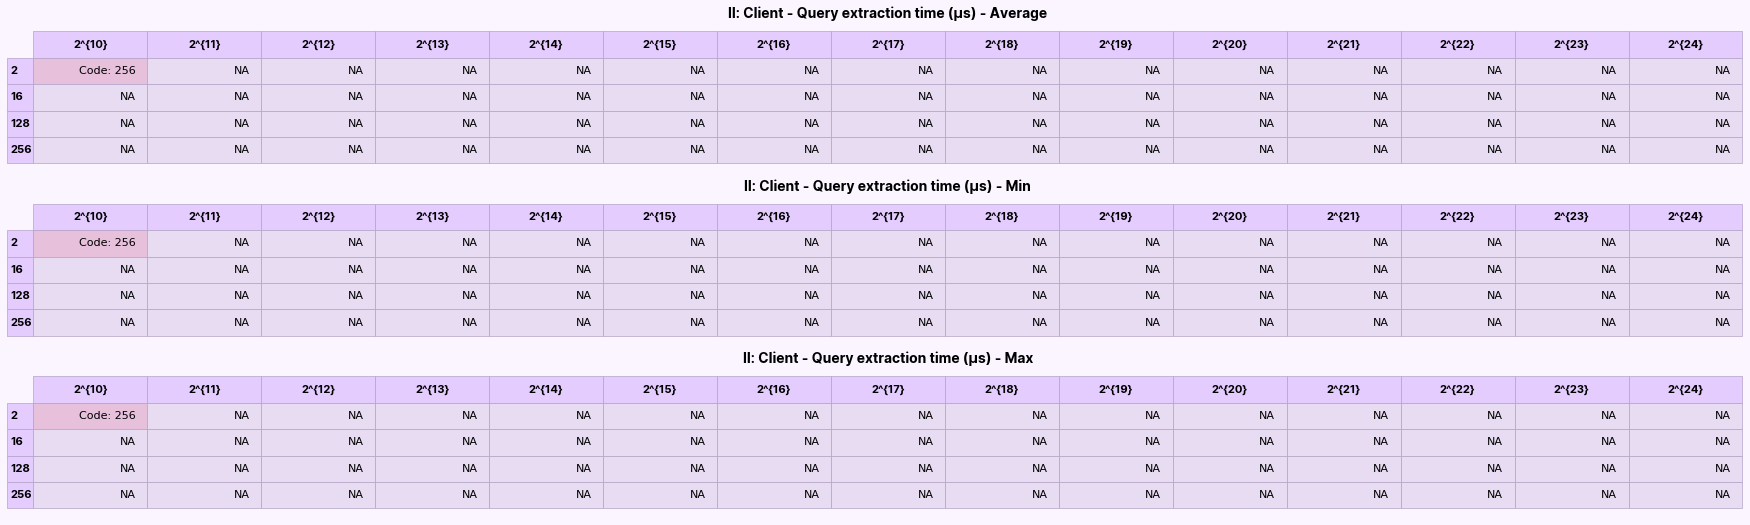 II: Client - Query extraction time (µs) - Average
2^{10} 2^{11} 2^{12} 2^{13} 2^{14} 2^{15} 2^{16} 2^{17} 2^{18} 2^{19} 2^{20} 2^{21} 2^{22} 2^{23} 2^{24}
2 Code: 256 NA NA NA NA NA NA NA NA NA NA NA NA NA NA
16 NA NA NA NA NA NA NA NA NA NA NA NA NA NA NA
128 NA NA NA NA NA NA NA NA NA NA NA NA NA NA NA
256 NA NA NA NA NA NA NA NA NA NA NA NA NA NA NA
II: Client - Query extraction time (µs) - Min
2^{10} 2^{11} 2^{12} 2^{13} 2^{14} 2^{15} 2^{16} 2^{17} 2^{18} 2^{19} 2^{20} 2^{21} 2^{22} 2^{23} 2^{24}
2 Code: 256 NA NA NA NA NA NA NA NA NA NA NA NA NA NA
16 NA NA NA NA NA NA NA NA NA NA NA NA NA NA NA
128 NA NA NA NA NA NA NA NA NA NA NA NA NA NA NA
256 NA NA NA NA NA NA NA NA NA NA NA NA NA NA NA
II: Client - Query extraction time (µs) - Max
2^{10} 2^{11} 2^{12} 2^{13} 2^{14} 2^{15} 2^{16} 2^{17} 2^{18} 2^{19} 2^{20} 2^{21} 2^{22} 2^{23} 2^{24}
2 Code: 256 NA NA NA NA NA NA NA NA NA NA NA NA NA NA
16 NA NA NA NA NA NA NA NA NA NA NA NA NA NA NA
128 NA NA NA NA NA NA NA NA NA NA NA NA NA NA NA
256 NA NA NA NA NA NA NA NA NA NA NA NA NA NA NA